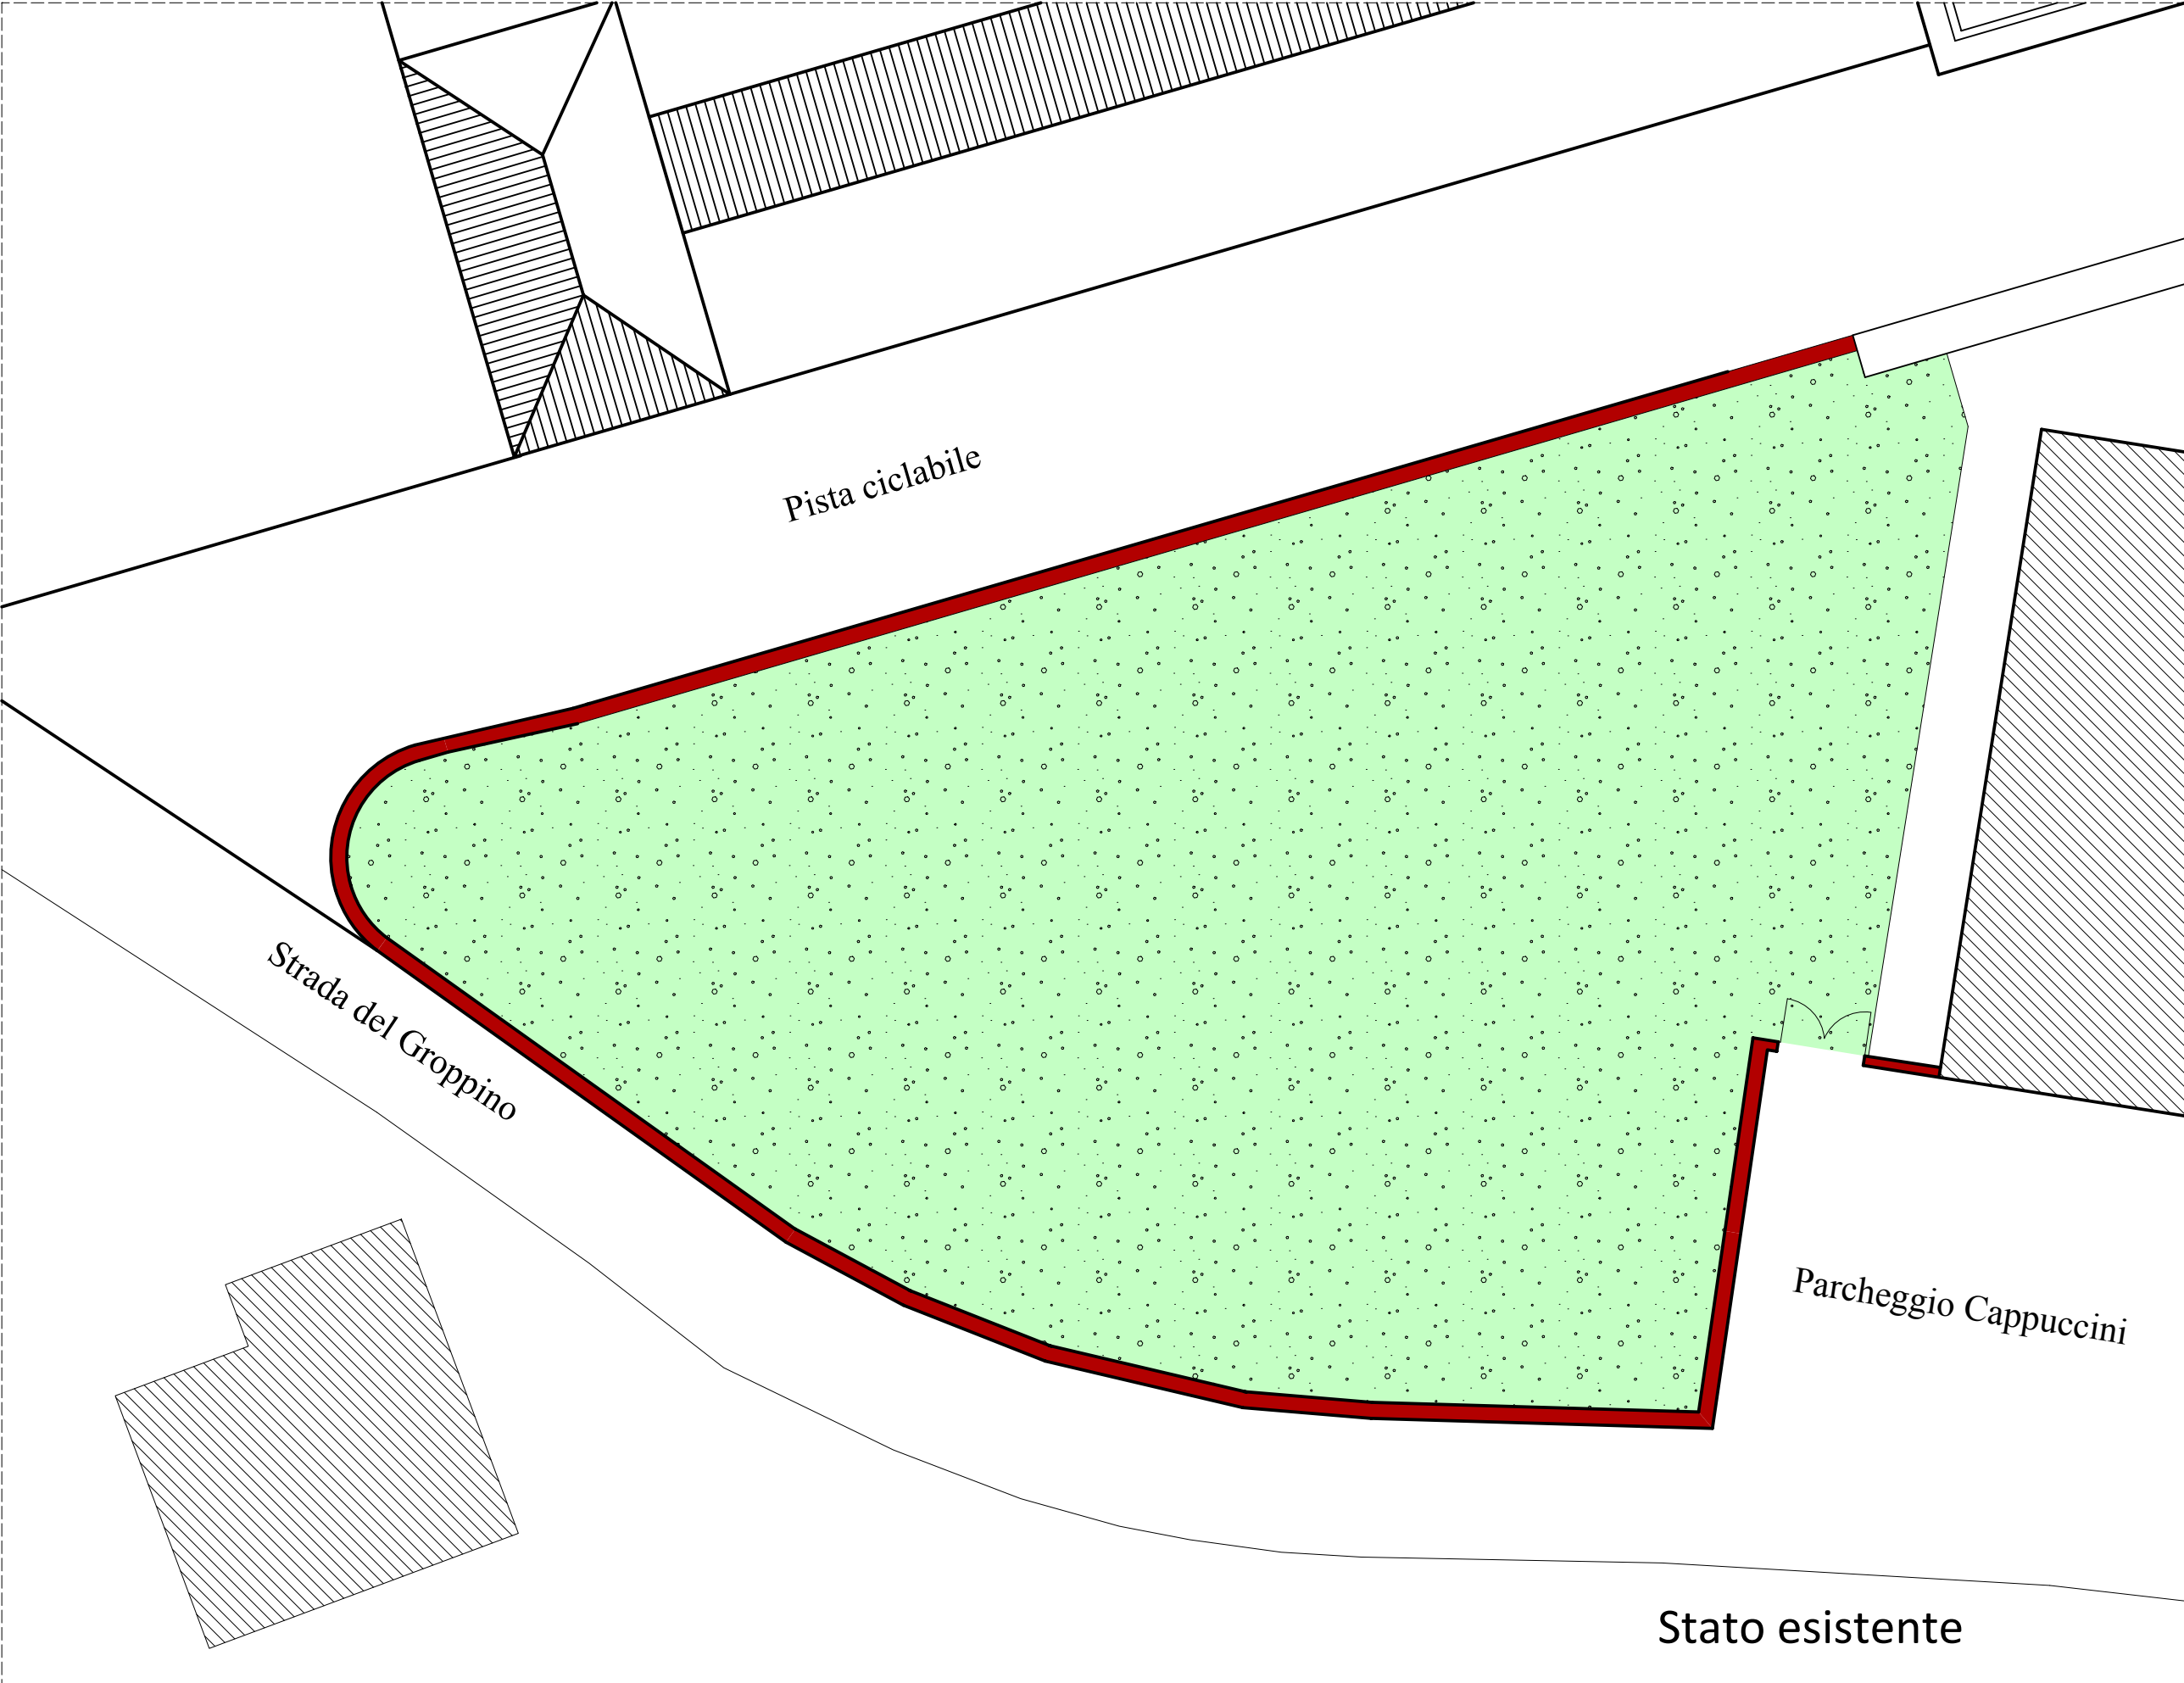 Pista ciclabile
Strada del Groppino
Parcheggio Cappuccini
Stato esistente